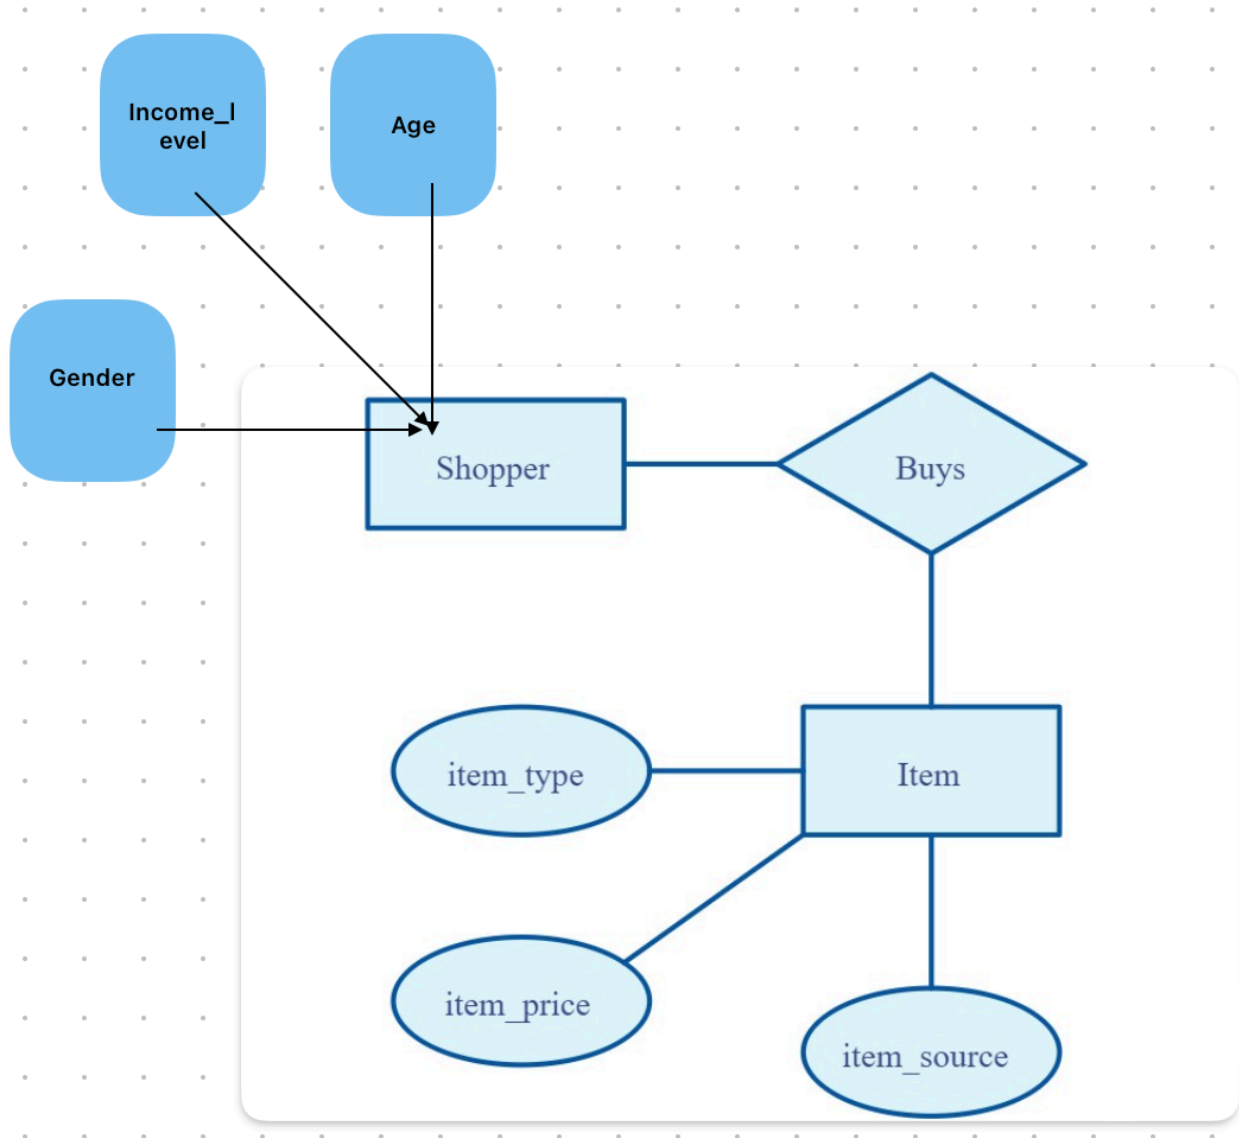 Income_l
evel
Age
Gender
Shopper
Buys
item_type
Item
item_price
item_source